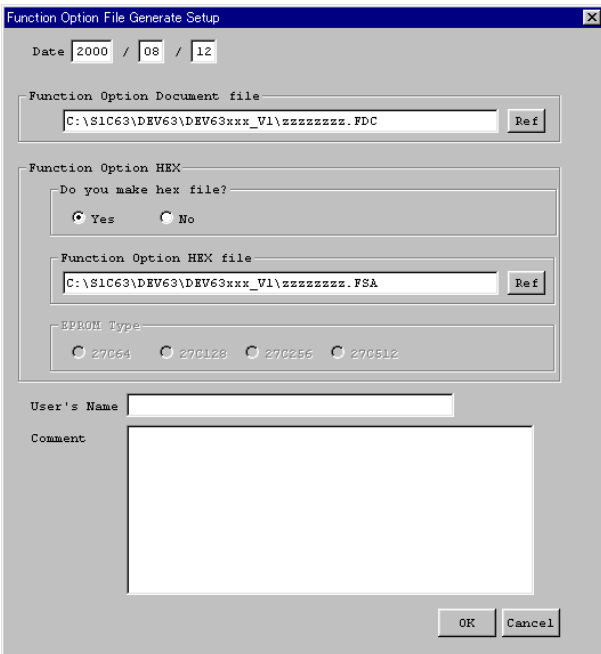 Function Option File Generate Setup
Date 2000 / 08 / 12
Function Option Document file
C:\S1C63\DEV63\DEV63xxx_V1\zzzzzzzz.FDC Ref
Function Option HEX
Do you make hex file?
Yes No
Function Option HEX file
C:\S1C63\DEV63\DEV63xxx_V1\zzzzzzzz.FSA Ref
EPROM Type
27C64 27C128 27C256 27C512
User's Name
Comment
OK Cancel